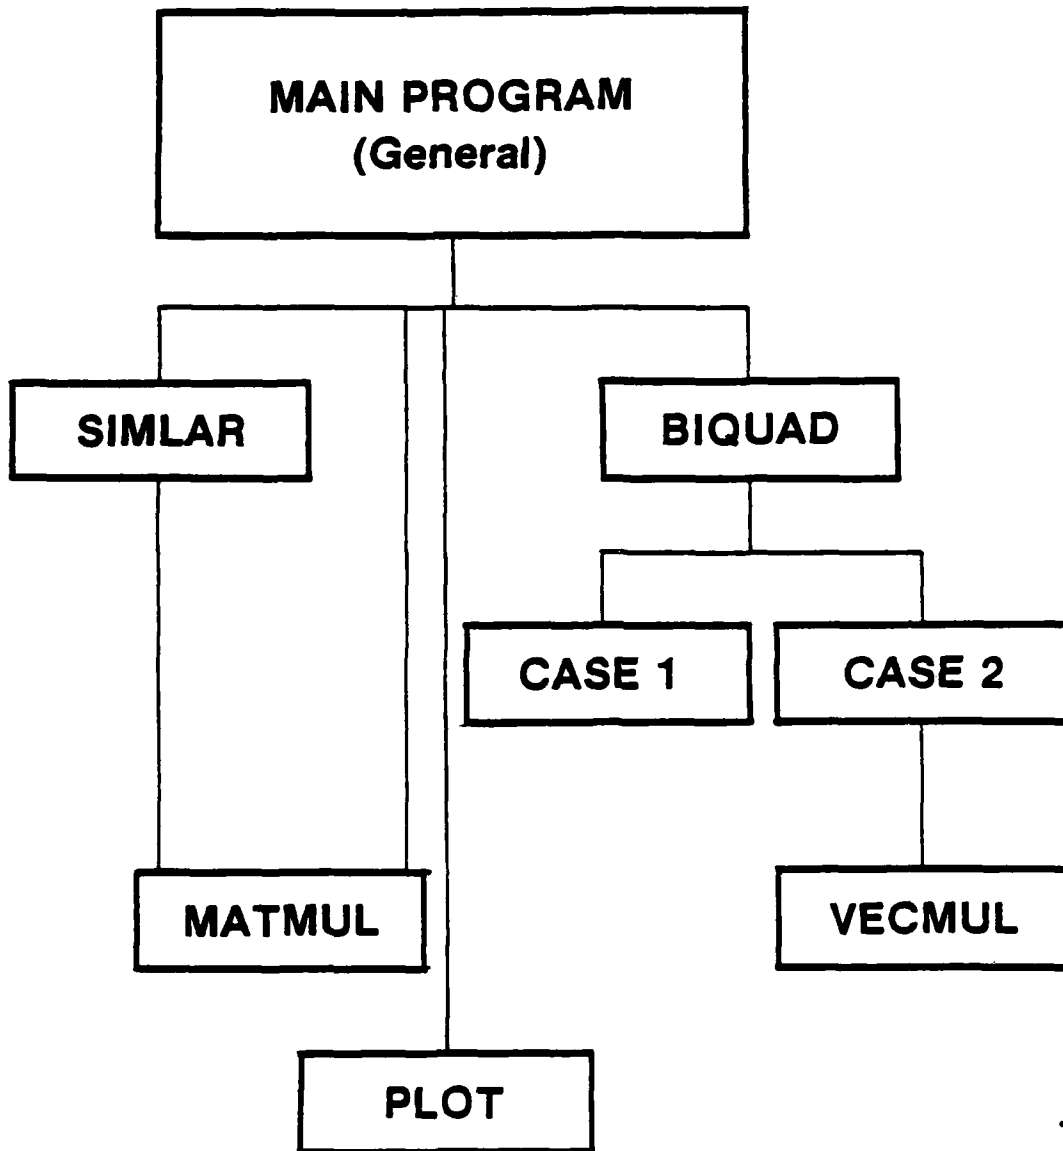 MAIN PROGRAM
(General)
SIMLAR
BIQUAD
CASE 1
CASE 2
MATMUL
VECMUL
PLOT